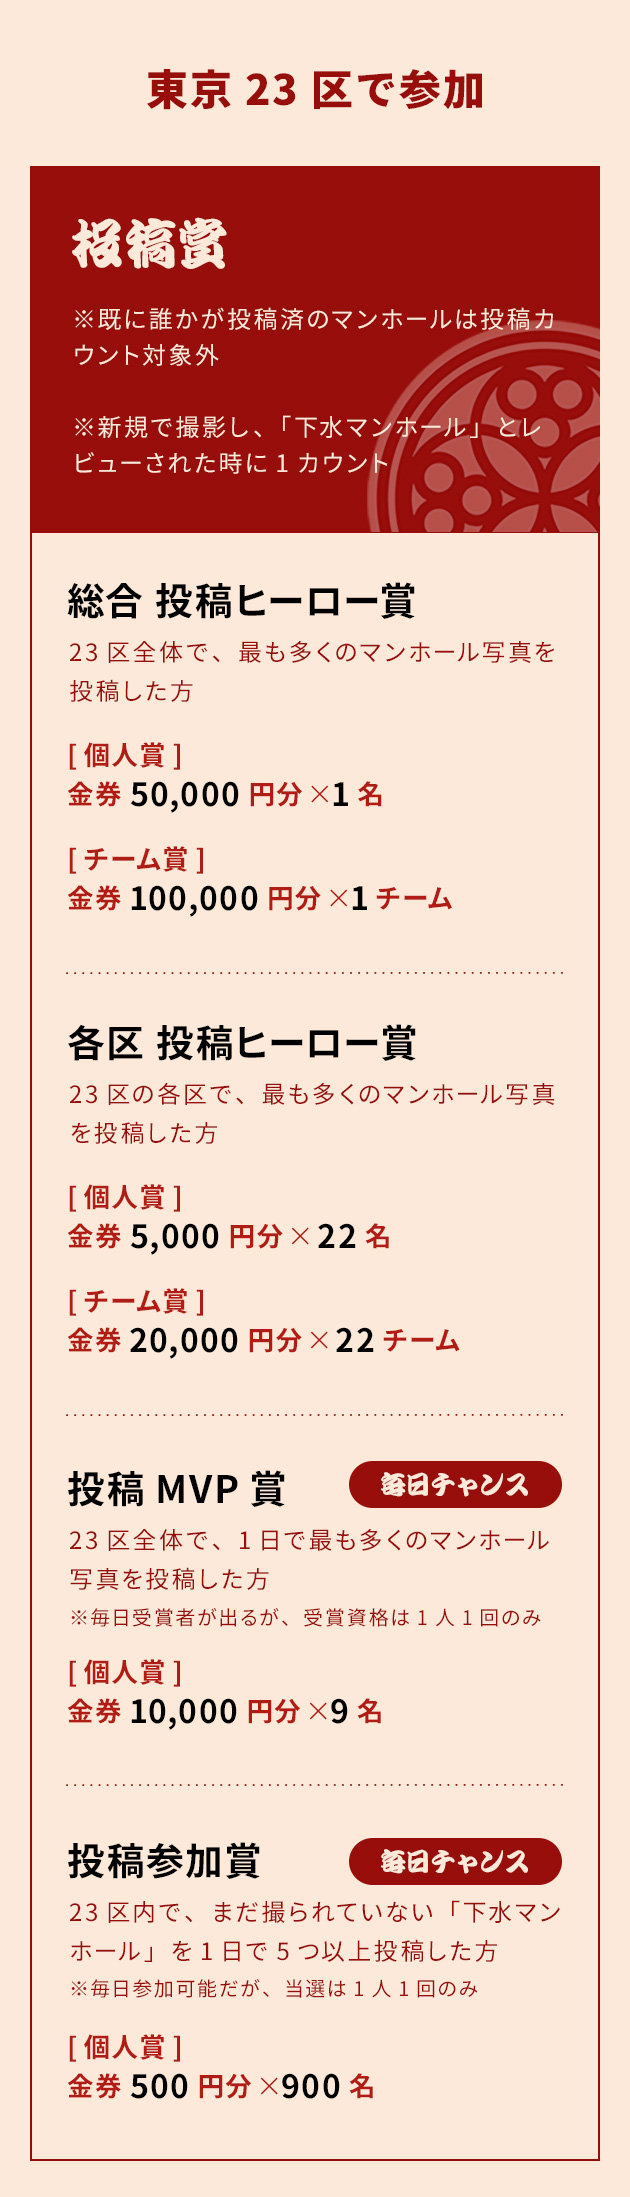 東京 23 区で参加
投稿賞
※既に誰かが投稿済のマンホールは投稿カ
ウント対象外
※新規で撮影し、「下水マンホール」とレ
ビューされた時に 1 カウント
総合 投稿ヒーロー賞
23 区全体で、最も多くのマンホール写真を
投稿した方
[ 個人賞 ]
金券 50,000 円分 ×1 名
[ チーム賞 ]
金券 100,000 円分 ×1 チーム
各区 投稿ヒーロー賞
23 区の各区で、最も多くのマンホール写真
を投稿した方
[ 個人賞 ]
金券 5,000 円分 × 22 名
[ チーム賞 ]
金券 20,000 円分 × 22 チーム
投稿 MVP 賞 毎日チャンス
23 区全体で、1 日で最も多くのマンホール
写真を投稿した方
※毎日受賞者が出るが、受賞資格は 1 人 1 回のみ
[ 個人賞 ]
金券 10,000 円分 ×9 名
投稿参加賞 毎日チャンス
23 区内で、まだ撮られていない「下水マン
ホール」を 1 日で 5 つ以上投稿した方
※毎日参加可能だが、当選は 1 人 1 回のみ
[ 個人賞 ]
金券 500 円分 ×900 名